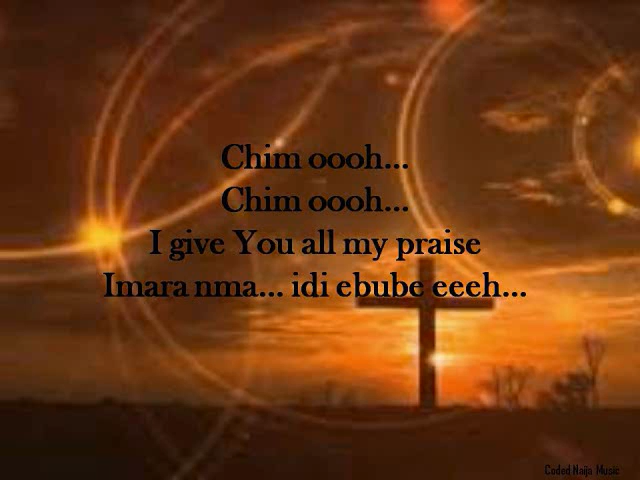 Chim oooh...
Chim oooh...
I give You all my praise
Imara nma... idi ebube eeeh...
Coded Naija Music